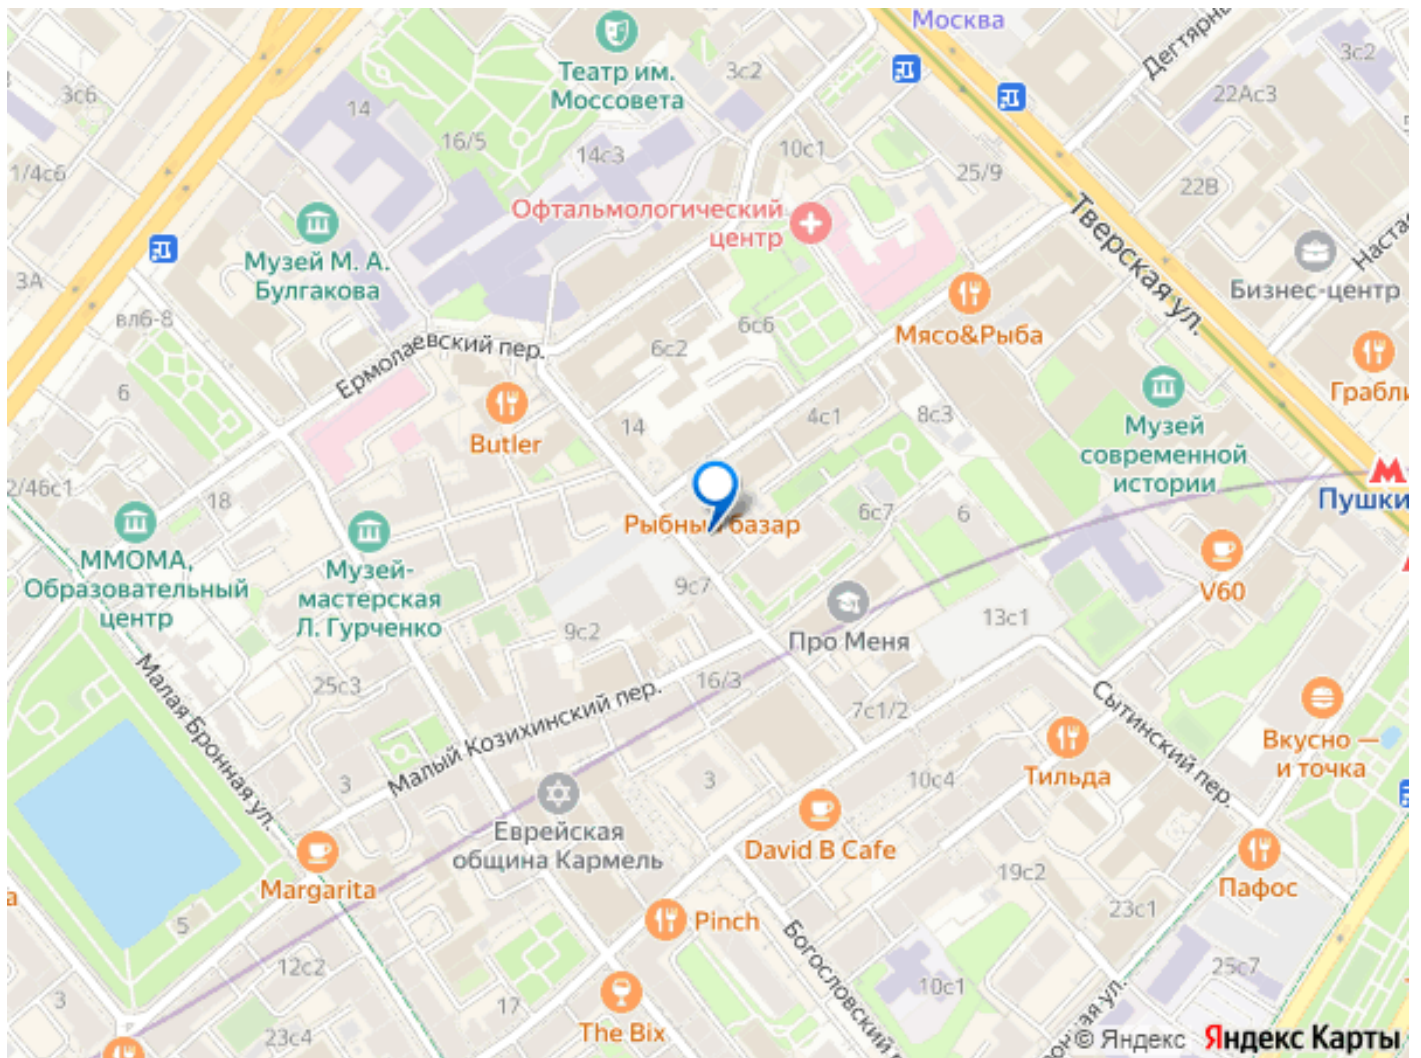 Москва
Дегтярны
3с2
3с2
Театр им.
Моссовета
3с6
14
22Ас3
16/5
14с3
10с1
1/4с6
25/9
22В
Офтальмологический
центр
Тверская ул.
Музей М. А.
Булгакова
Настас
3А
Бизнес-центр
вл6-8
6с6
Мясо&Рыба
Ермолаевский пер.
6с2
6
Грабли
14
4с1
8с3
Butler
Музей
современной
истории
2/46с1
18
Пушки
Рыбный базар
6с7
6
ММОМА,
Образовательный
центр
Музей-
мастерская
Л. Гурченко
9с7
V60
13с1
9с2
Про Меня
25с3
16/3
Малая Бронная ул.
Малый Козихинский пер.
7с1/2
Сытинский пер.
Вкусно —
и точка
3
3
10с4
Тильда
Еврейская
община Кармель
David B Cafe
Margarita
а
19с2
Пафос
5
23с1
Pinch
Богословский пер
12с2
25с7
10с1
3
17
23с4
The Bix
ная ул.
© Яндекс Яндекс Карты